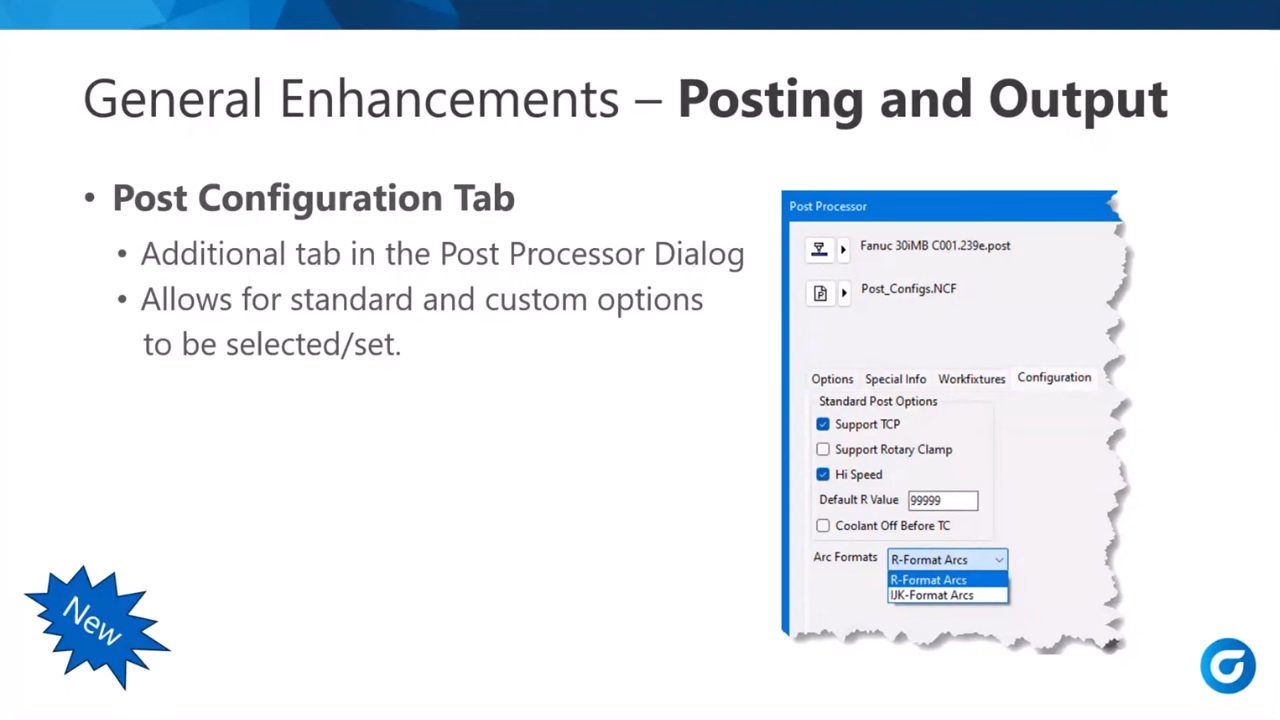 General Enhancements – Posting and Output
• Post Configuration Tab
• Additional tab in the Post Processor Dialog
• Allows for standard and custom options
to be selected/set.
Post Processor
Fanuc 30iMB C001.239e.post
Post_Configs.NCF
Options Special Info Workfixtures Configuration
Standard Post Options
Support TCP
Support Rotary Clamp
Hi Speed
Default R Value 99999
Coolant Off Before TC
Arc Formats R-Format Arcs
R-Format Arcs
IJK-Format Arcs
New